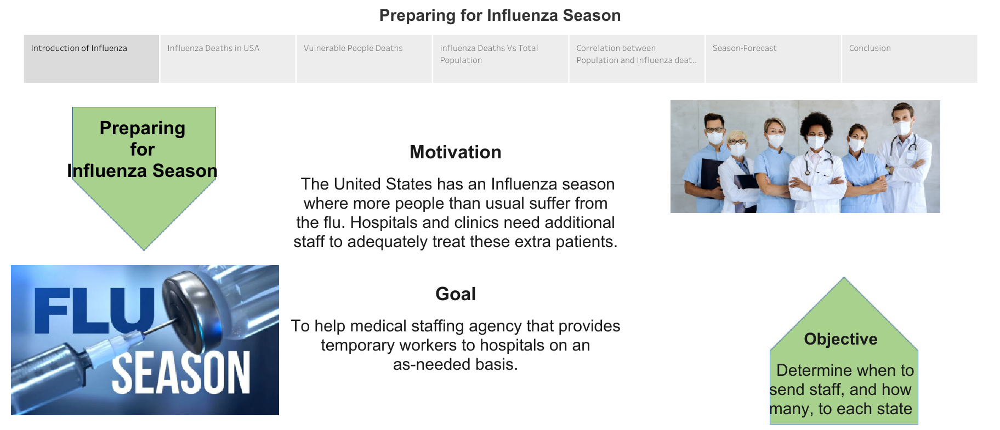 Preparing for Influenza Season
Introduction of Influenza
Influenza Deaths in USA
Vulnerable People Deaths
influenza Deaths Vs Total
Population
Correlation between
Population and Influenza deat..
Season-Forecast
Conclusion
Preparing
for
Influenza Season
Motivation
The United States has an Influenza season
where more people than usual suffer from
the flu. Hospitals and clinics need additional
staff to adequately treat these extra patients.
FLU
SEASON
Goal
To help medical staffing agency that provides
temporary workers to hospitals on an
as-needed basis.
Objective
Determine when to
send staff, and how
many, to each state